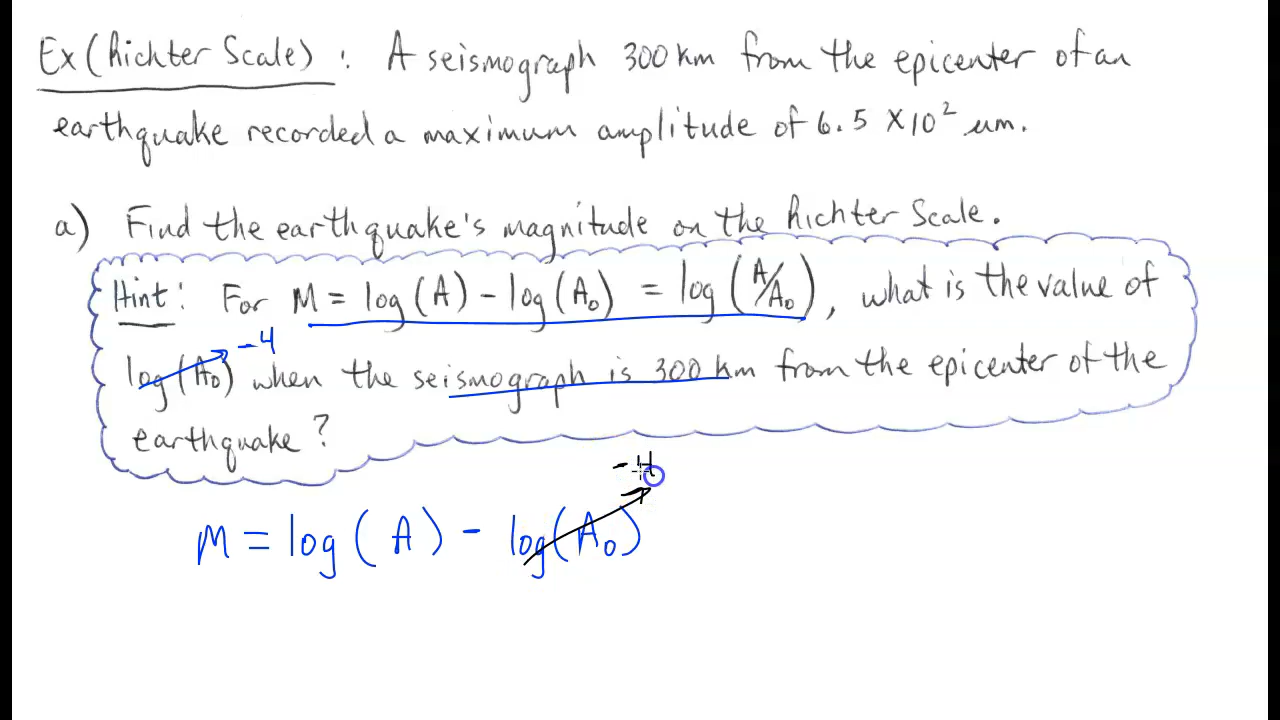 Ex (Richter Scale): A seismograph 300 km from the epicenter of an
earthquake recorded a maximum amplitude of 6.5 X10² um.
a) Find the earthquake's magnitude on the Richter Scale.
Hint: For M = log (A) - log (A₀) = log (A/A₀), what is the value of
-4
log (A₀) when the seismograph is 300 km from the epicenter of the
earthquake?
-4
M = log (A) - log (A₀)